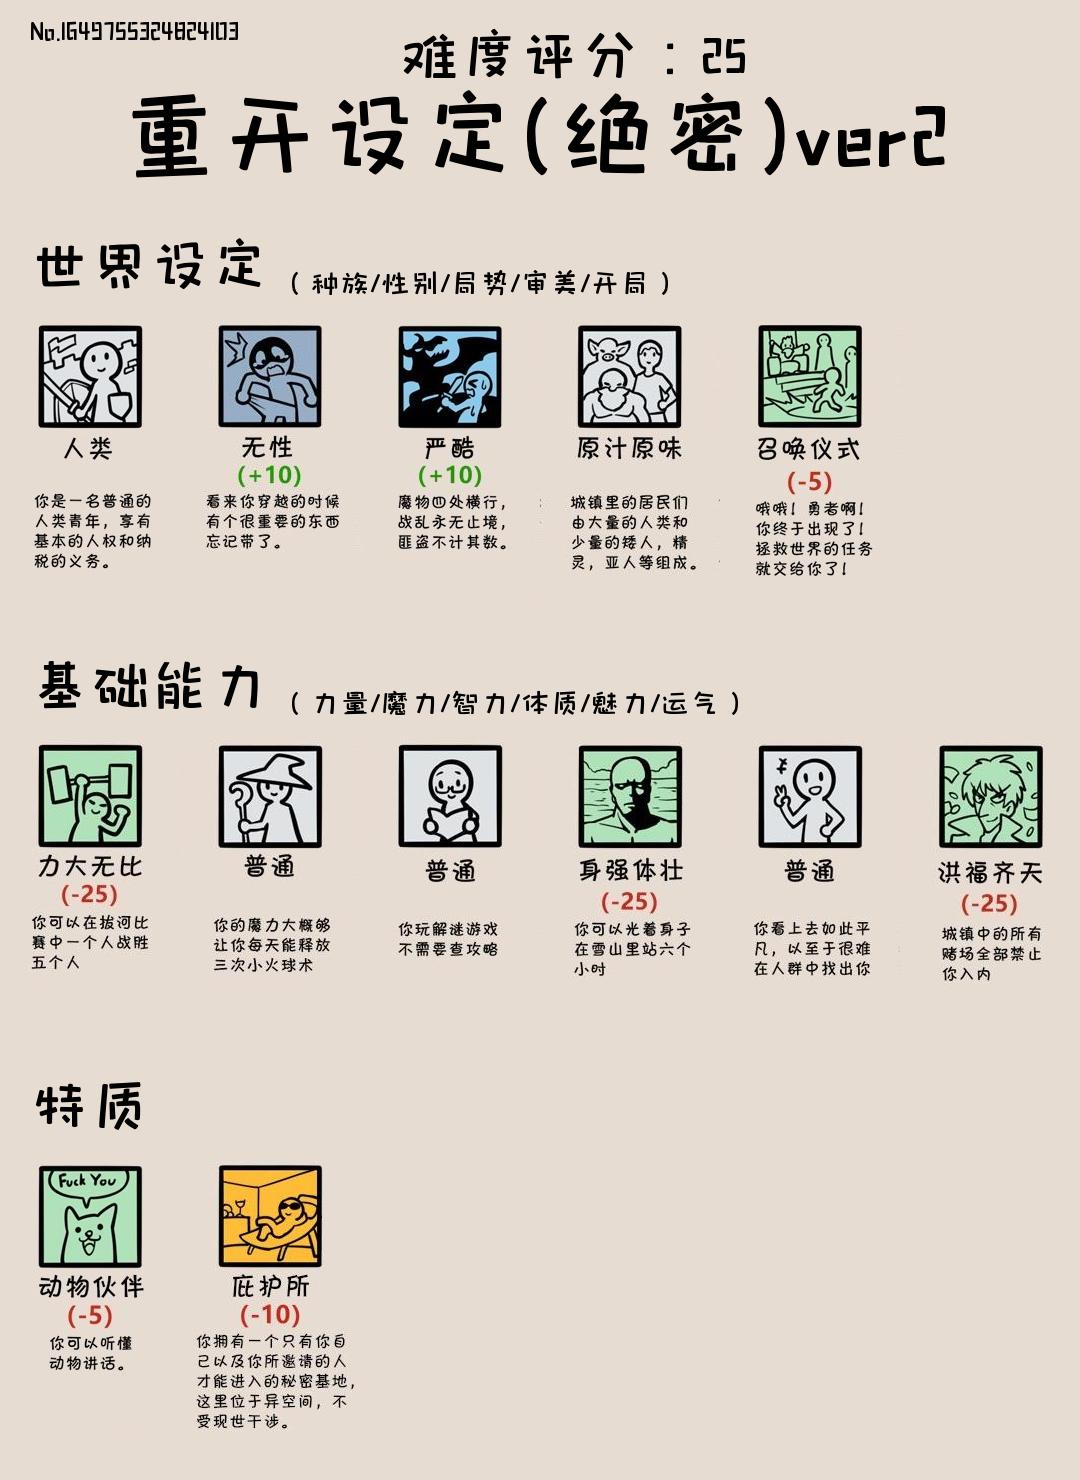 No.1649755324824103
难度评分：25
重开设定(绝密)ver2
世界设定（种族/性别/局势/审美/开局）
人类
你是一名普通的
人类青年，享有
基本的人权和纳
税的义务。
无性
(+10)
看来你穿越的时候
有个很重要的东西
忘记带了。
严酷
(+10)
魔物四处横行，
战乱永无止境，
匪盗不计其数。
原汁原味
城镇里的居民们
由大量的人类和
少量的矮人，精
灵，亚人等组成。
召唤仪式
(-5)
哦哦！勇者啊！
你终于出现了！
拯救世界的任务
就交给你了！
基础能力（力量/魔力/智力/体质/魅力/运气）
力大无比
(-25)
你可以在拔河比
赛中一个人战胜
五个人
普通
你的魔力大概够
让你每天能释放
三次小火球术
普通
你玩解谜游戏
不需要查攻略
身强体壮
(-25)
你可以光着身子
在雪山里站六个
小时
普通
你看上去如此平
凡，以至于很难
在人群中找出你
洪福齐天
(-25)
城镇中的所有
赌场全部禁止
你入内
特质
Fuck You
动物伙伴
(-5)
你可以听懂
动物讲话。
庇护所
(-10)
你拥有一个只有你自
己以及你所邀请的人
才能进入的秘密基地，
这里位于异空间，不
受现世干涉。